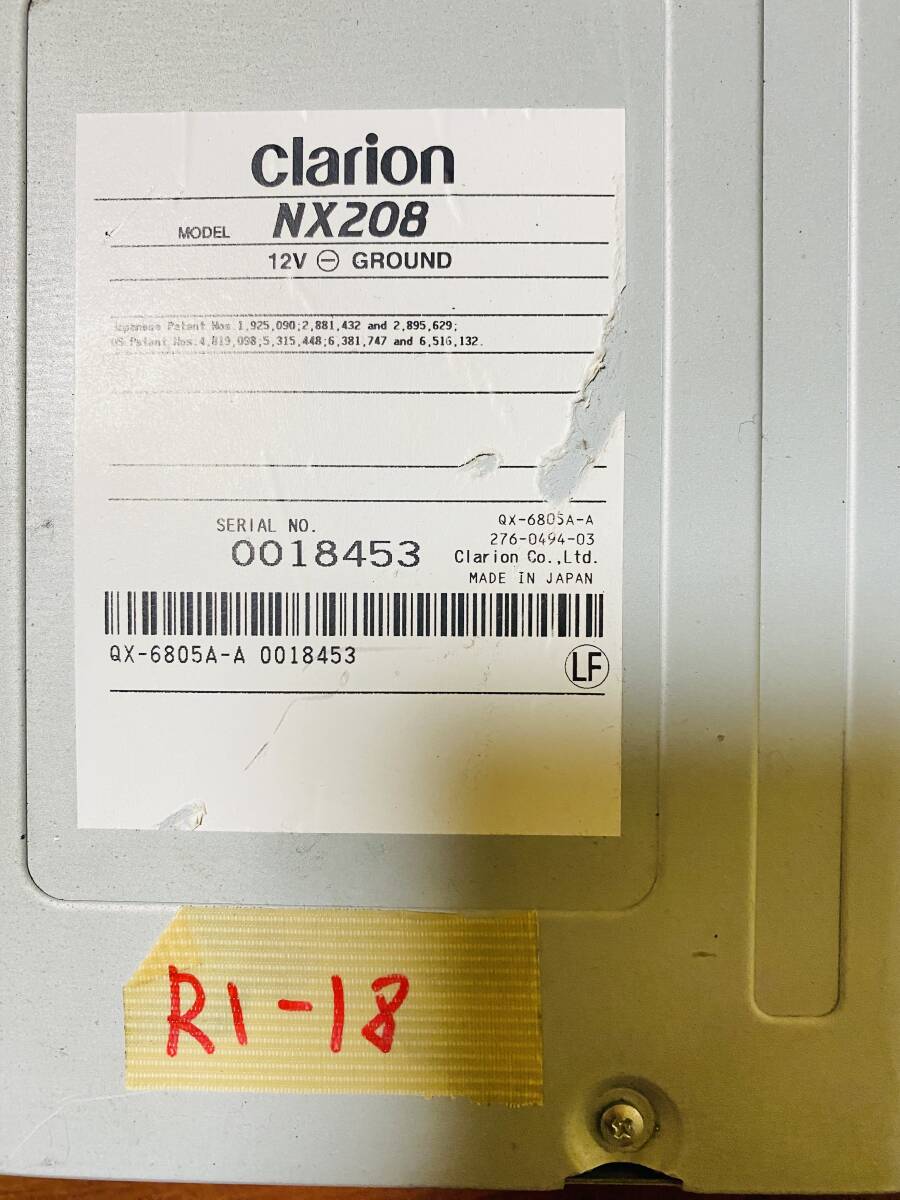 clarion
MODEL NX208
12V ⊖ GROUND
Japanese Patent Nos.1,925,090;2,881,432 and 2,895,629;
US Patent Nos.4,819,098;5,315,448;6,381,747 and 6,516,132.
SERIAL NO.
0018453
QX-6805A-A
276-0494-03
Clarion Co.,Ltd.
MADE IN JAPAN
QX-6805A-A 0018453
LF
R1-18